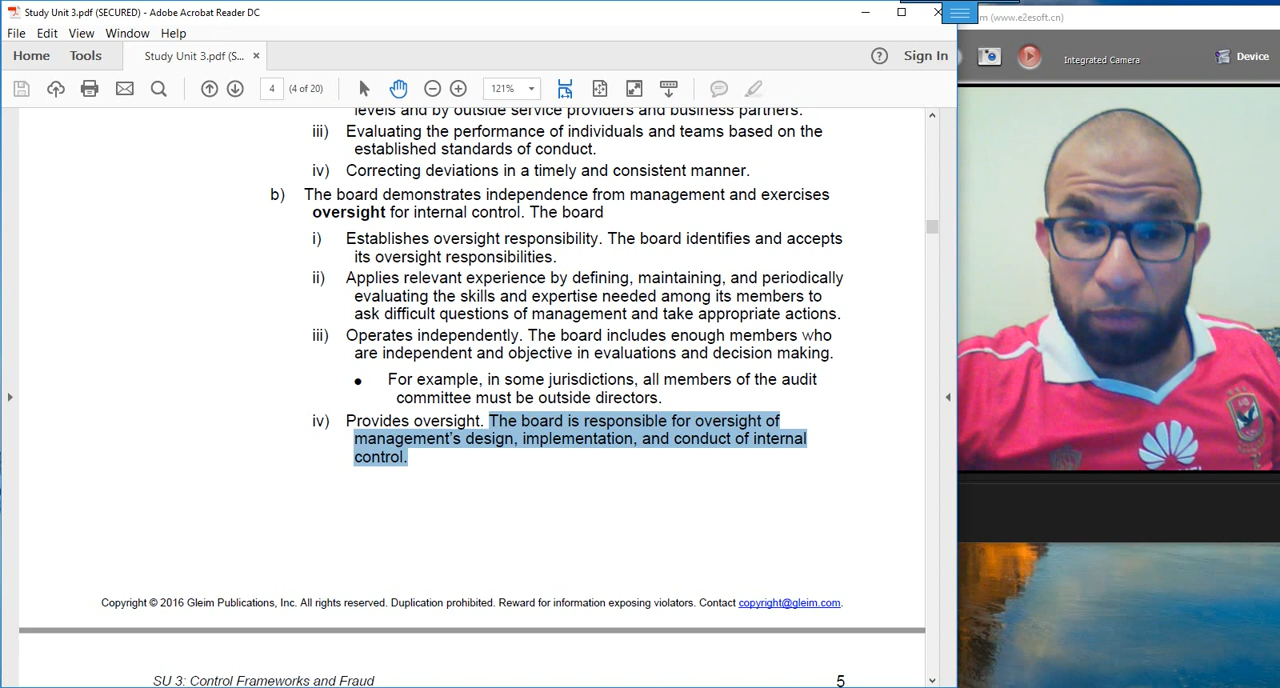 Study Unit 3.pdf (SECURED) - Adobe Acrobat Reader DC
m (www.e2esoft.cn)
File Edit View Window Help
Home Tools Study Unit 3.pdf (S... × Sign In
Integrated Camera Device
4 (4 of 20) 121%
levels and by outside service providers and business partners.
iii) Evaluating the performance of individuals and teams based on the
established standards of conduct.
iv) Correcting deviations in a timely and consistent manner.
b) The board demonstrates independence from management and exercises
oversight for internal control. The board
i) Establishes oversight responsibility. The board identifies and accepts
its oversight responsibilities.
ii) Applies relevant experience by defining, maintaining, and periodically
evaluating the skills and expertise needed among its members to
ask difficult questions of management and take appropriate actions.
iii) Operates independently. The board includes enough members who
are independent and objective in evaluations and decision making.
• For example, in some jurisdictions, all members of the audit
committee must be outside directors.
iv) Provides oversight. The board is responsible for oversight of
management's design, implementation, and conduct of internal
control.
Copyright © 2016 Gleim Publications, Inc. All rights reserved. Duplication prohibited. Reward for information exposing violators. Contact copyright@gleim.com.
SU 3: Control Frameworks and Fraud 5